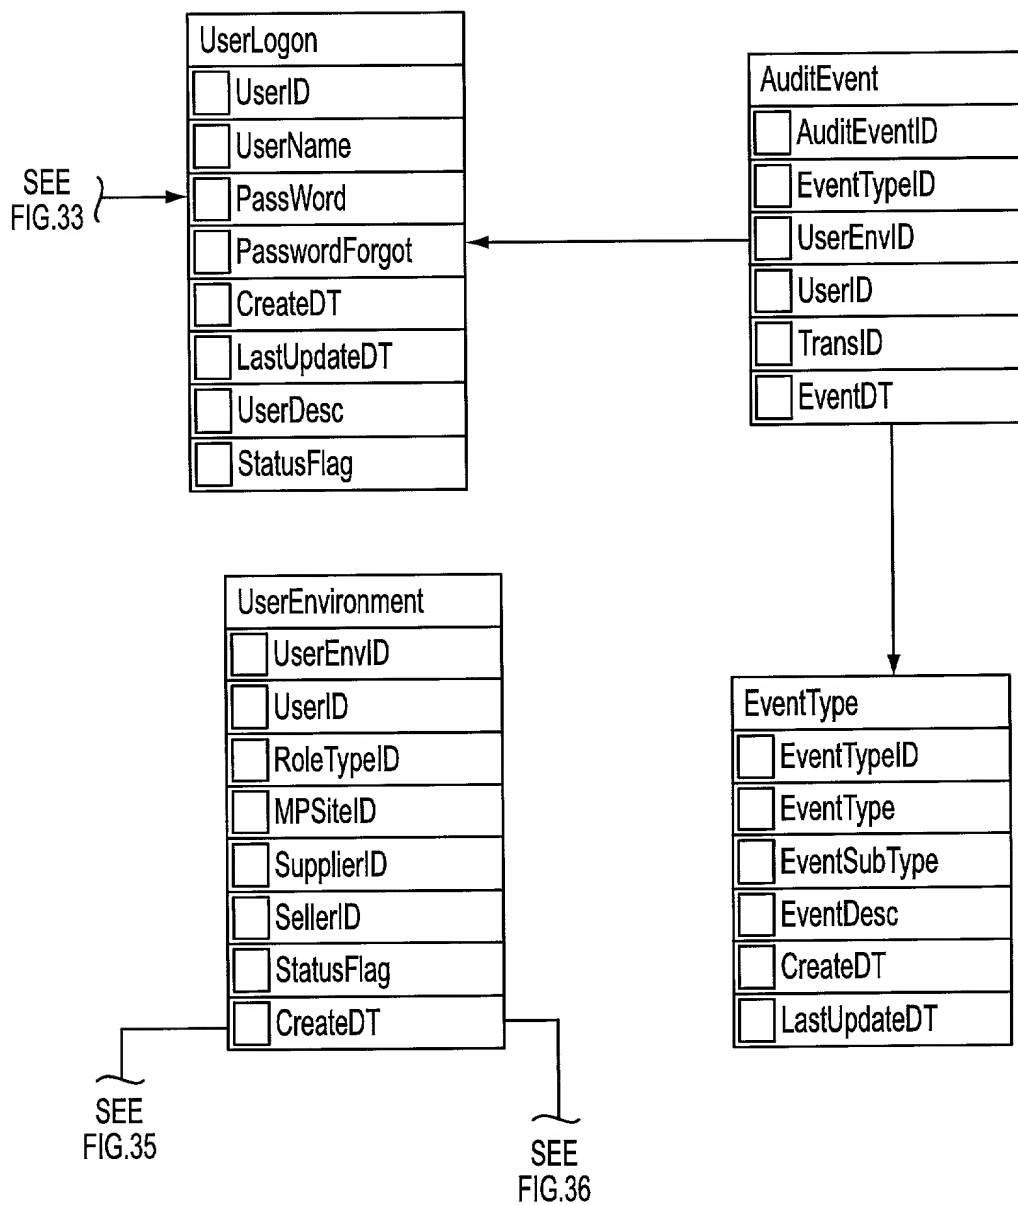 UserLogon
UserID
UserName
PassWord
PasswordForgot
CreateDT
LastUpdateDT
UserDesc
StatusFlag
SEE
FIG.33
AuditEvent
AuditEventID
EventTypeID
UserEnvID
UserID
TransID
EventDT
UserEnvironment
UserEnvID
UserID
RoleTypeID
MPSiteID
SupplierID
SellerID
StatusFlag
CreateDT
SEE
FIG.35
SEE
FIG.36
EventType
EventTypeID
EventType
EventSubType
EventDesc
CreateDT
LastUpdateDT